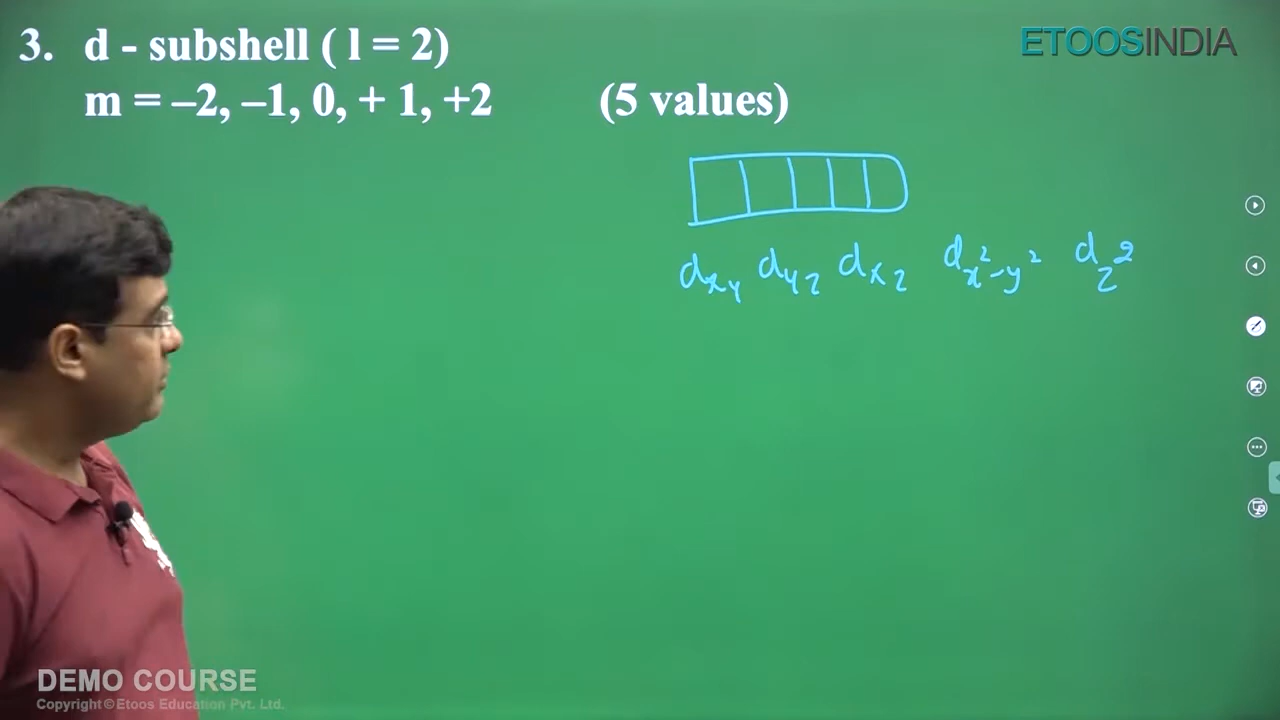 3. d - subshell ( l = 2)
ETOOSINDIA
m = –2, –1, 0, + 1, +2 (5 values)
dxy dyz dxz dx²-y² dz²
DEMO COURSE
Copyright © Etoos Education Pvt. Ltd.